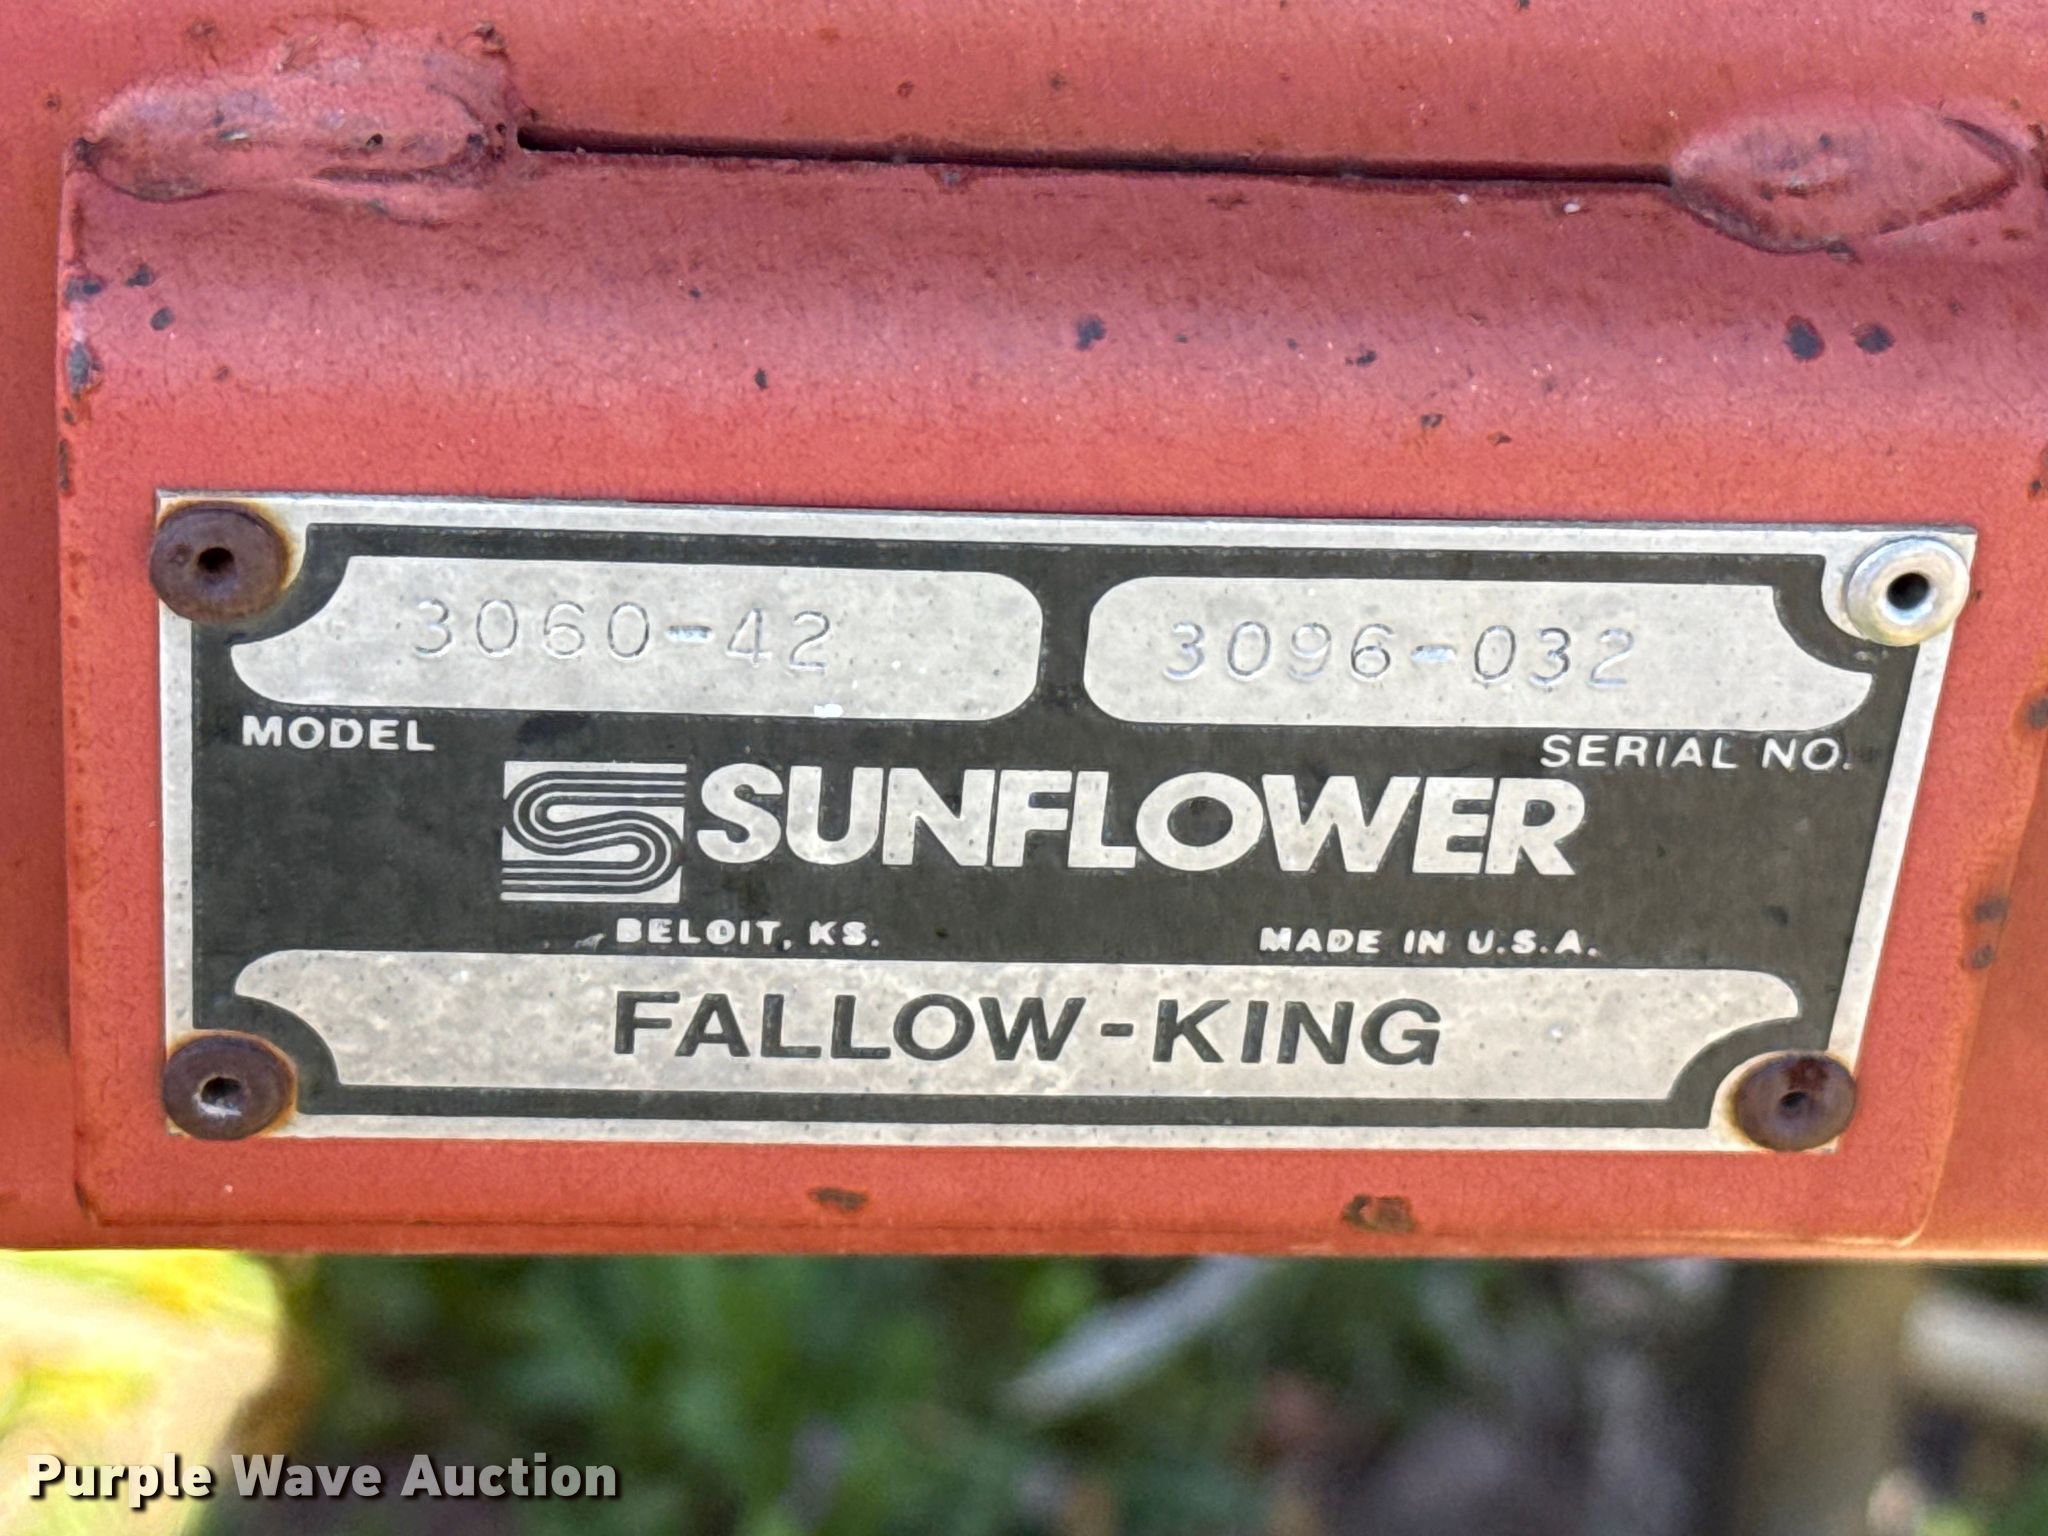 3060-42 3096-032
MODEL SERIAL NO.
SUNFLOWER
BELOIT, KS. MADE IN U.S.A.
FALLOW-KING
Purple Wave Auction